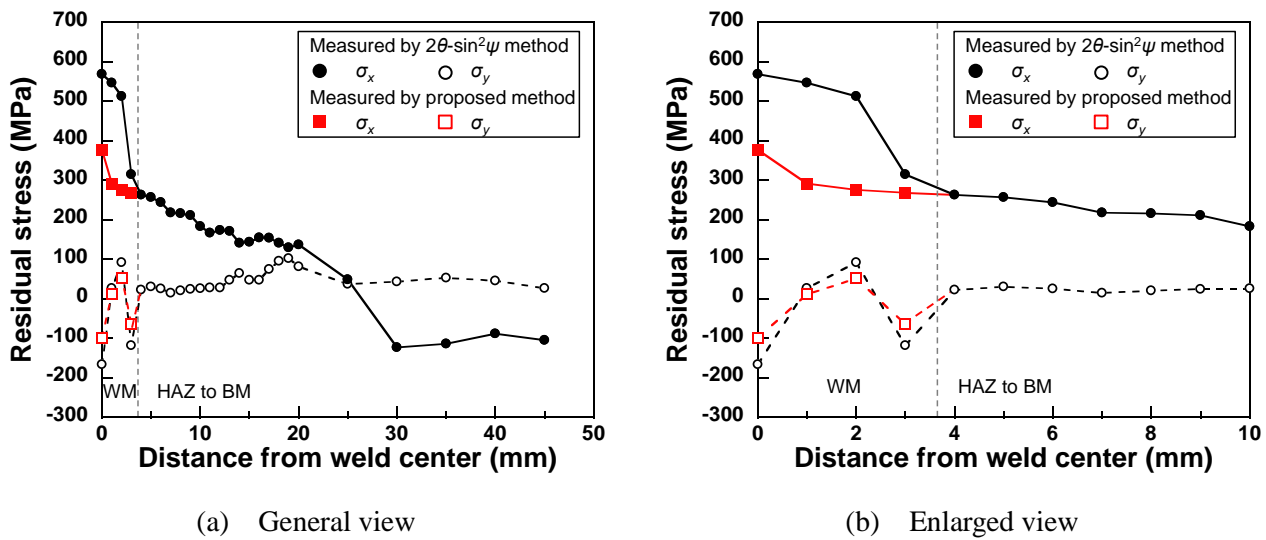 700
600
500
400
300
200
100
0
-100
-200
-300
Residual stress (MPa)
Measured by 2θ-sin²ψ method
σx σy
Measured by proposed method
σx σy
WM HAZ to BM
0 10 20 30 40 50
Distance from weld center (mm)
(a) General view
700
600
500
400
300
200
100
0
-100
-200
-300
Residual stress (MPa)
Measured by 2θ-sin²ψ method
σx σy
Measured by proposed method
σx σy
WM HAZ to BM
0 2 4 6 8 10
Distance from weld center (mm)
(b) Enlarged view